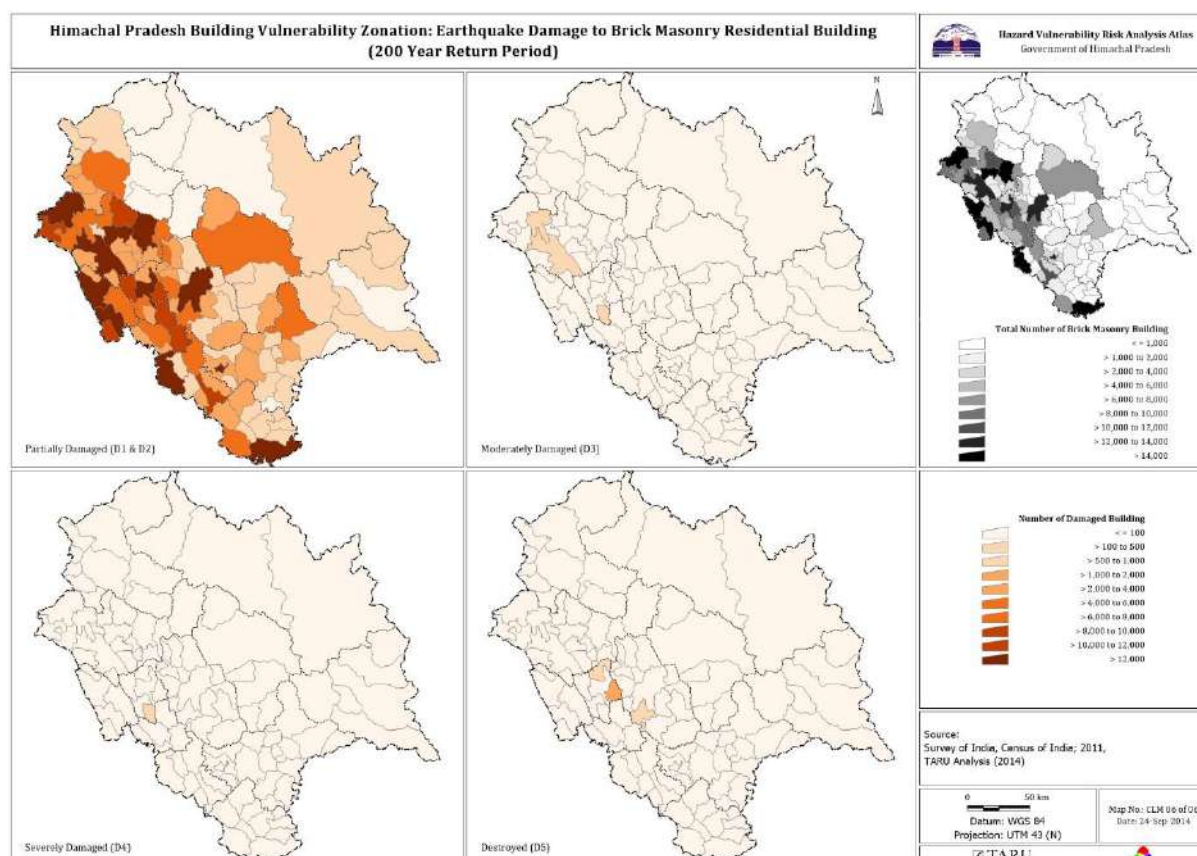 Himachal Pradesh Building Vulnerability Zonation: Earthquake Damage to Brick Masonry Residential Building
(200 Year Return Period)
Hazard Vulnerability Risk Analysis Atlas
Government of Himachal Pradesh
N
Partially Damaged (D1 & D2)
Moderately Damaged (D3)
Total Number of Brick Masonry Building
< = 1,000
> 1,000 to 2,000
> 2,000 to 4,000
> 4,000 to 6,000
> 6,000 to 8,000
> 8,000 to 10,000
> 10,000 to 12,000
> 12,000 to 14,000
> 14,000
Severely Damaged (D4)
Destroyed (D5)
Number of Damaged Building
< = 100
> 100 to 500
> 500 to 1,000
> 1,000 to 2,000
> 2,000 to 4,000
> 4,000 to 6,000
> 6,000 to 8,000
> 8,000 to 10,000
> 10,000 to 12,000
> 12,000
Source:
Survey of India, Census of India; 2011,
TARU Analysis (2014)
0 50 km
Datum: WGS 84
Projection: UTM 43 (N)
Map No.: CLM 06 of 06
Date: 24-Sep-2014
TARU